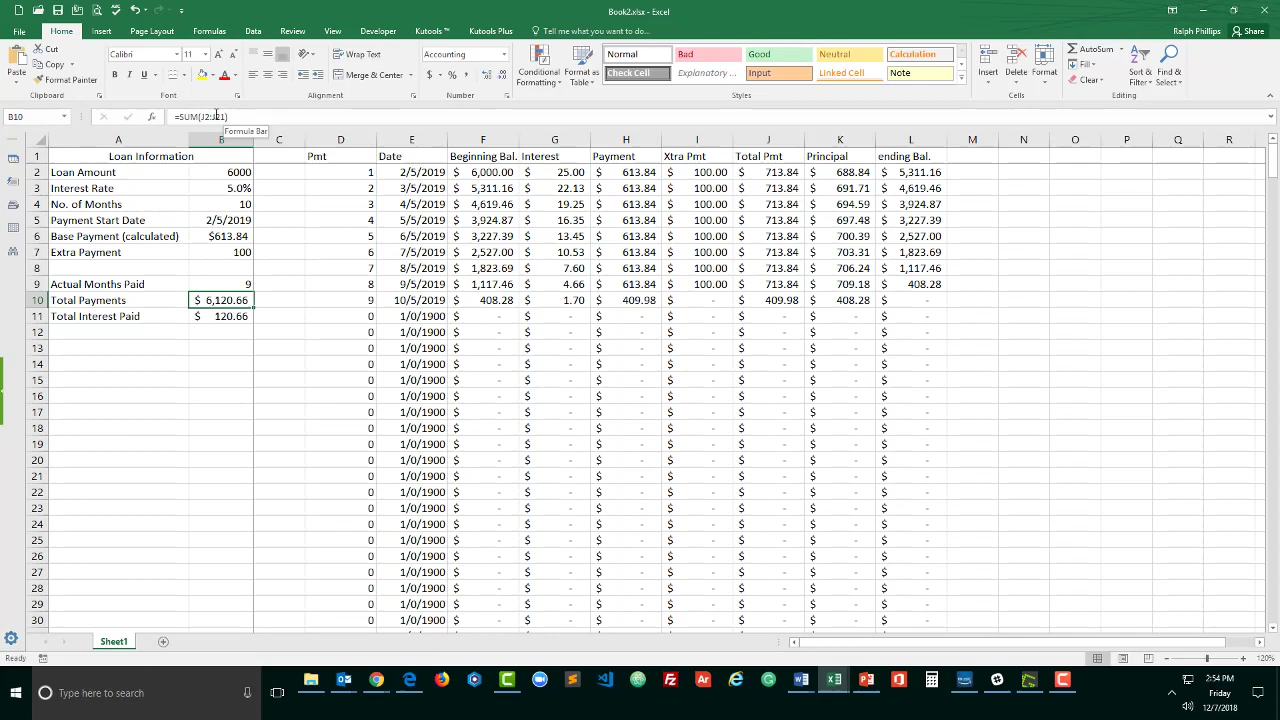 Book2.xlsx - Excel
File Home Insert Page Layout Formulas Data Review View Developer Kutools ™ Kutools Plus Tell me what you want to do... Ralph Phillips Share
Paste Cut Copy Format Painter Clipboard
Calibri 11 A A B I U A Font
Wrap Text Merge & Center Alignment
Accounting $ % , Number
Conditional Formatting Format as Table
Normal Bad Good Neutral Calculation
Check Cell Explanatory ... Input Linked Cell Note
Styles
Insert Delete Format Cells
AutoSum Fill Clear Sort & Filter Find & Select Editing
B10 fx =SUM(J2:J21)
Formula Bar
A B C D E F G H I J K L M N O P Q R
1 Loan Information Pmt Date Beginning Bal. Interest Payment Xtra Pmt Total Pmt Principal ending Bal.
2 Loan Amount 6000 1 2/5/2019 $ 6,000.00 $ 25.00 $ 613.84 $ 100.00 $ 713.84 $ 688.84 $ 5,311.16
3 Interest Rate 5.0% 2 3/5/2019 $ 5,311.16 $ 22.13 $ 613.84 $ 100.00 $ 713.84 $ 691.71 $ 4,619.46
4 No. of Months 10 3 4/5/2019 $ 4,619.46 $ 19.25 $ 613.84 $ 100.00 $ 713.84 $ 694.59 $ 3,924.87
5 Payment Start Date 2/5/2019 4 5/5/2019 $ 3,924.87 $ 16.35 $ 613.84 $ 100.00 $ 713.84 $ 697.48 $ 3,227.39
6 Base Payment (calculated) $613.84 5 6/5/2019 $ 3,227.39 $ 13.45 $ 613.84 $ 100.00 $ 713.84 $ 700.39 $ 2,527.00
7 Extra Payment 100 6 7/5/2019 $ 2,527.00 $ 10.53 $ 613.84 $ 100.00 $ 713.84 $ 703.31 $ 1,823.69
8 7 8/5/2019 $ 1,823.69 $ 7.60 $ 613.84 $ 100.00 $ 713.84 $ 706.24 $ 1,117.46
9 Actual Months Paid 9 8 9/5/2019 $ 1,117.46 $ 4.66 $ 613.84 $ 100.00 $ 713.84 $ 709.18 $ 408.28
10 Total Payments $ 6,120.66 9 10/5/2019 $ 408.28 $ 1.70 $ 409.98 $ - $ 409.98 $ 408.28 $ -
11 Total Interest Paid $ 120.66 0 1/0/1900 $ - $ - $ - $ - $ - $ - $ -
12 0 1/0/1900 $ - $ - $ - $ - $ - $ - $ -
13 0 1/0/1900 $ - $ - $ - $ - $ - $ - $ -
14 0 1/0/1900 $ - $ - $ - $ - $ - $ - $ -
15 0 1/0/1900 $ - $ - $ - $ - $ - $ - $ -
16 0 1/0/1900 $ - $ - $ - $ - $ - $ - $ -
17 0 1/0/1900 $ - $ - $ - $ - $ - $ - $ -
18 0 1/0/1900 $ - $ - $ - $ - $ - $ - $ -
19 0 1/0/1900 $ - $ - $ - $ - $ - $ - $ -
20 0 1/0/1900 $ - $ - $ - $ - $ - $ - $ -
21 0 1/0/1900 $ - $ - $ - $ - $ - $ - $ -
22 0 1/0/1900 $ - $ - $ - $ - $ - $ - $ -
23 0 1/0/1900 $ - $ - $ - $ - $ - $ - $ -
24 0 1/0/1900 $ - $ - $ - $ - $ - $ - $ -
25 0 1/0/1900 $ - $ - $ - $ - $ - $ - $ -
26 0 1/0/1900 $ - $ - $ - $ - $ - $ - $ -
27 0 1/0/1900 $ - $ - $ - $ - $ - $ - $ -
28 0 1/0/1900 $ - $ - $ - $ - $ - $ - $ -
29 0 1/0/1900 $ - $ - $ - $ - $ - $ - $ -
30 0 1/0/1900 $ - $ - $ - $ - $ - $ - $ -
Sheet1
Ready 120%
Type here to search
2:54 PM
Friday
12/7/2018